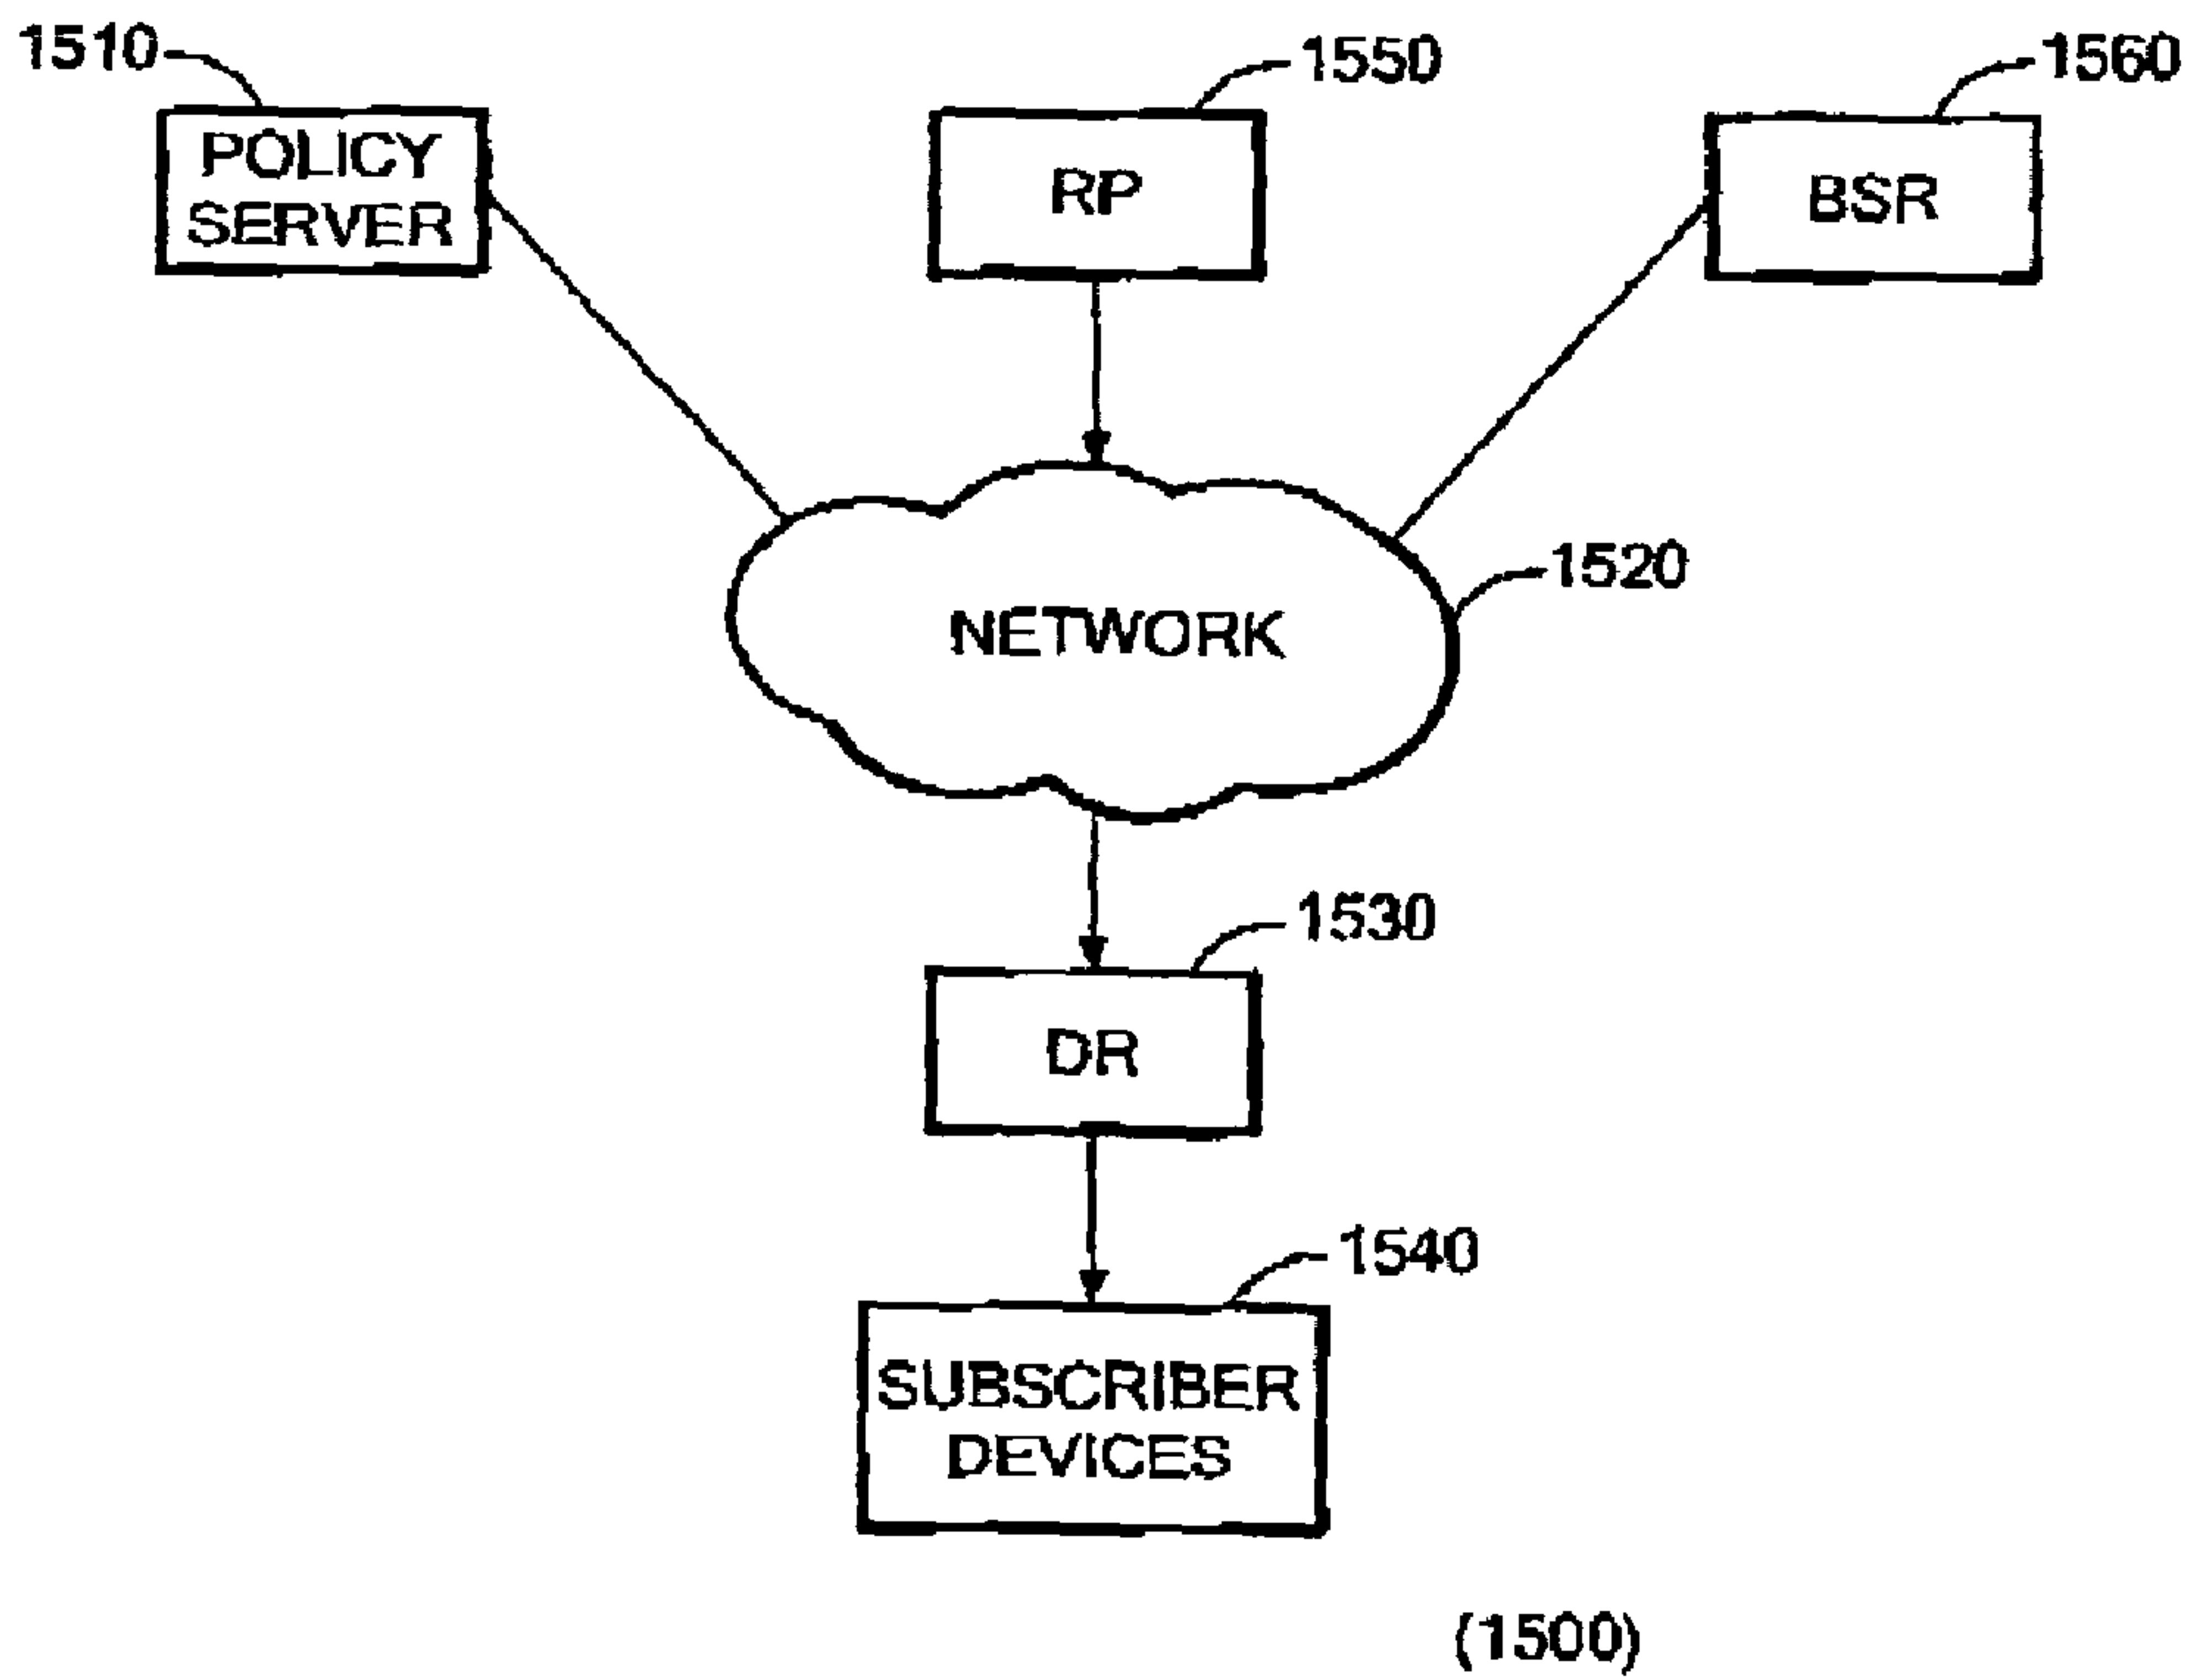 1510
1550
1560
POLICY
SERVER
RP
BSR
1520
NETWORK
1530
DR
1540
SUBSCRIBER
DEVICES
(1500)